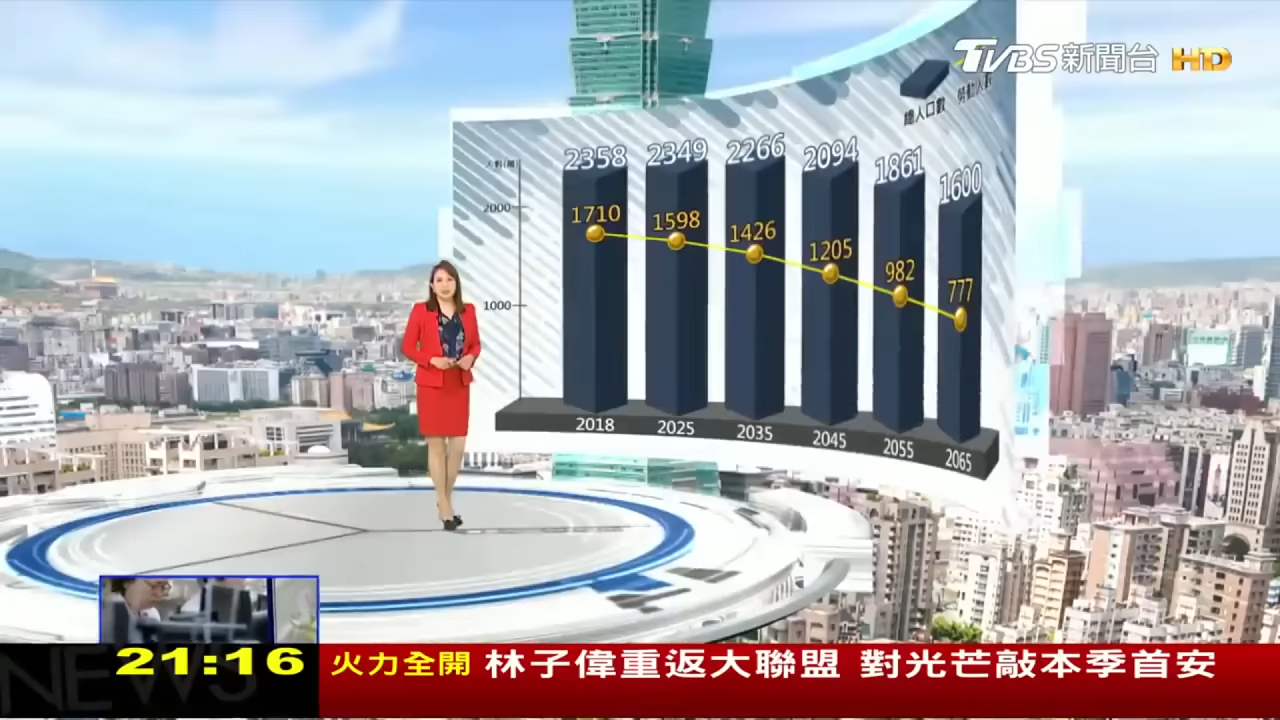 TVBS新聞台 HD
總人口數 勞動人數
人數(萬)
2358 2349 2266 2094 1861 1600
1710 1598 1426 1205 982 777
2000
1000
2018 2025 2035 2045 2055 2065
NEWS
21:16 火力全開 林子偉重返大聯盟 對光芒敲本季首安